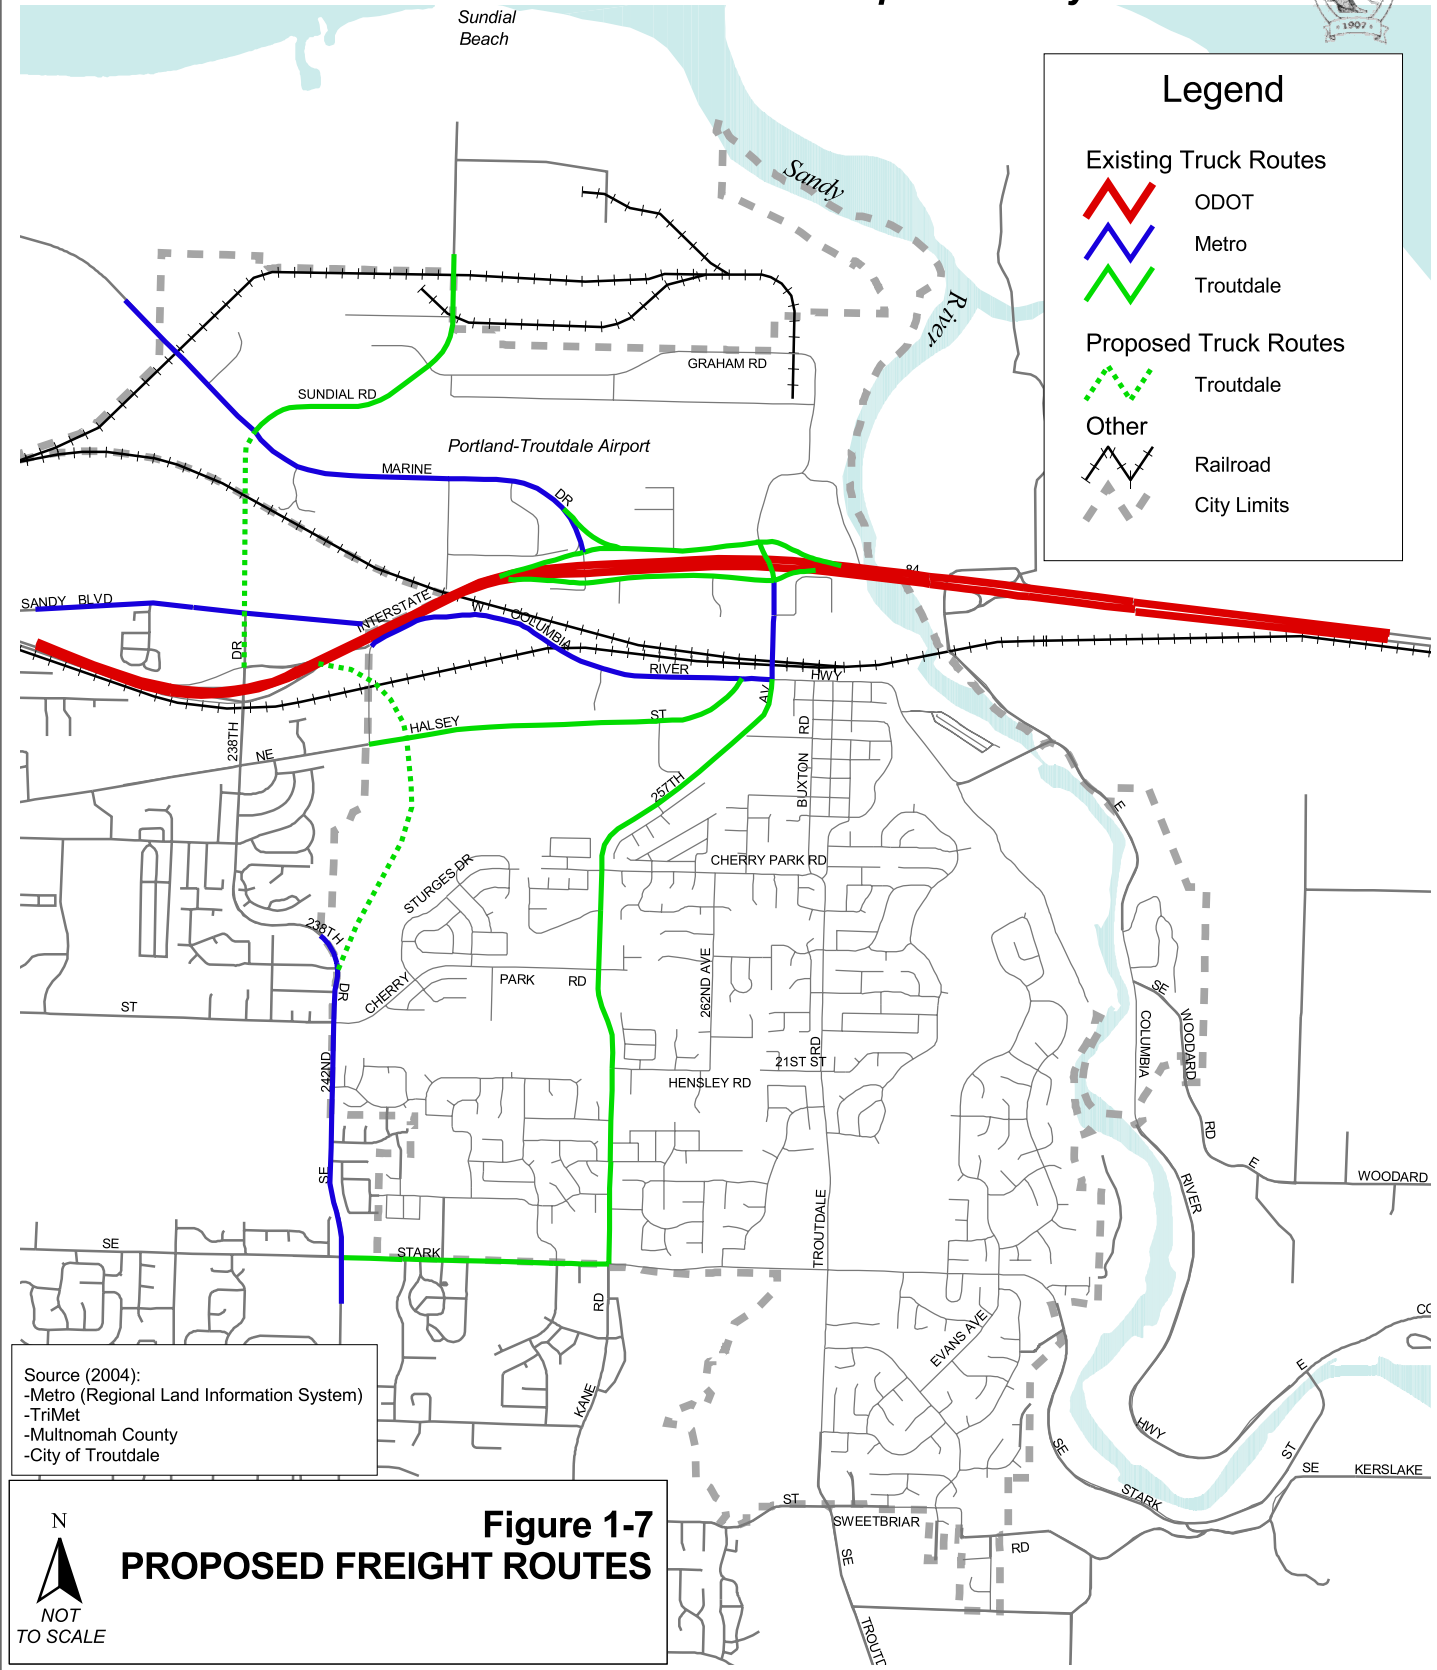 Sundial
Beach
1907
Legend
Existing Truck Routes
ODOT
Metro
Troutdale
Proposed Truck Routes
Troutdale
Other
Railroad
City Limits
Sandy
River
GRAHAM RD
SUNDIAL RD
Portland-Troutdale Airport
MARINE
DR
84
SANDY BLVD
INTERSTATE
W
COLUMBIA
DR
RIVER
HWY
AV
HALSEY
ST
RD
238TH
NE
BUXTON
257TH
E
CHERRY PARK RD
STURGES DR
238TH
DR
CHERRY
PARK
RD
262ND AVE
SE
ST
COLUMBIA
WOODARD
RD
21ST ST
242ND
HENSLEY RD
RD
E
SE
WOODARD
RIVER
TROUTDALE
SE
STARK
RD
EVANS AVE
CO
E
KANE
HWY
SE
ST
SE
KERSLAKE
STARK
ST
SWEETBRIAR
RD
SE
TROUTD
Source (2004):
-Metro (Regional Land Information System)
-TriMet
-Multnomah County
-City of Troutdale
N
NOT
TO SCALE
Figure 1-7
PROPOSED FREIGHT ROUTES